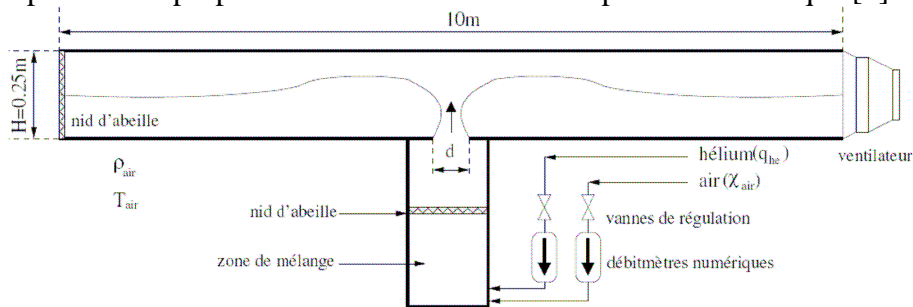 10m
H=0.25m
nid d'abeille
d
hélium(q_he)
air(χ_air)
ventilateur
ρ_air
T_air
nid d'abeille
vannes de régulation
zone de mélange
débitmètres numériques